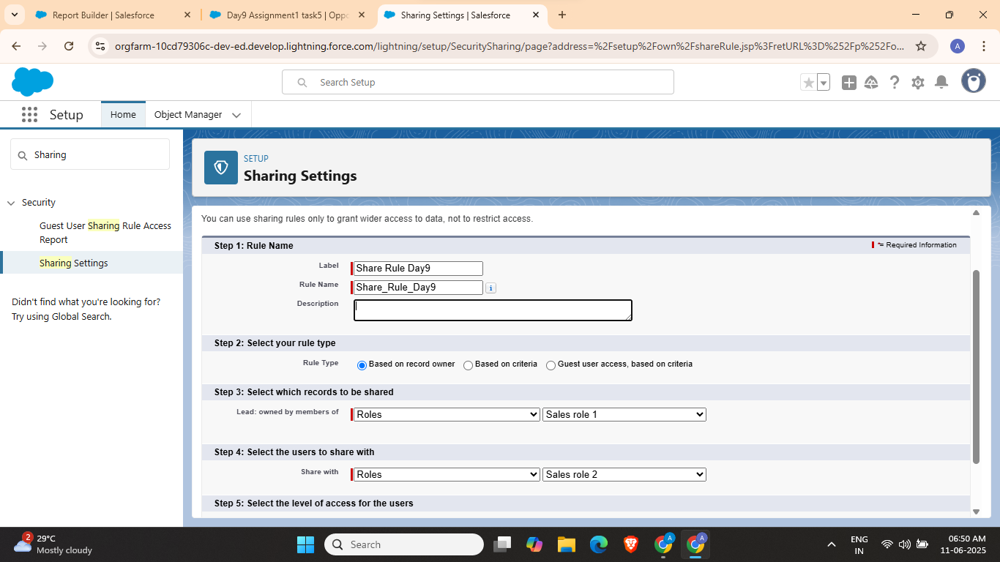 Report Builder | Salesforce
Day9 Assignment1 task5 | Oppo
Sharing Settings | Salesforce
orgfarm-10cd79306c-dev-ed.develop.lightning.force.com/lightning/setup/SecuritySharing/page?address=%2Fsetup%2Fown%2FshareRule.jsp%3FretURL%3D%252Fp%252Fo...
A
Search Setup
Setup
Home
Object Manager
Sharing
Security
Guest User Sharing Rule Access
Report
Sharing Settings
Didn't find what you're looking for?
Try using Global Search.
SETUP
Sharing Settings
You can use sharing rules only to grant wider access to data, not to restrict access.
Step 1: Rule Name
= Required Information
Label
Share Rule Day9
Rule Name
Share_Rule_Day9
i
Description
Step 2: Select your rule type
Rule Type
Based on record owner
Based on criteria
Guest user access, based on criteria
Step 3: Select which records to be shared
Lead: owned by members of
Roles
Sales role 1
Step 4: Select the users to share with
Share with
Roles
Sales role 2
Step 5: Select the level of access for the users
2
29°C
Mostly cloudy
Search
A
A
ENG
IN
06:50 AM
11-06-2025